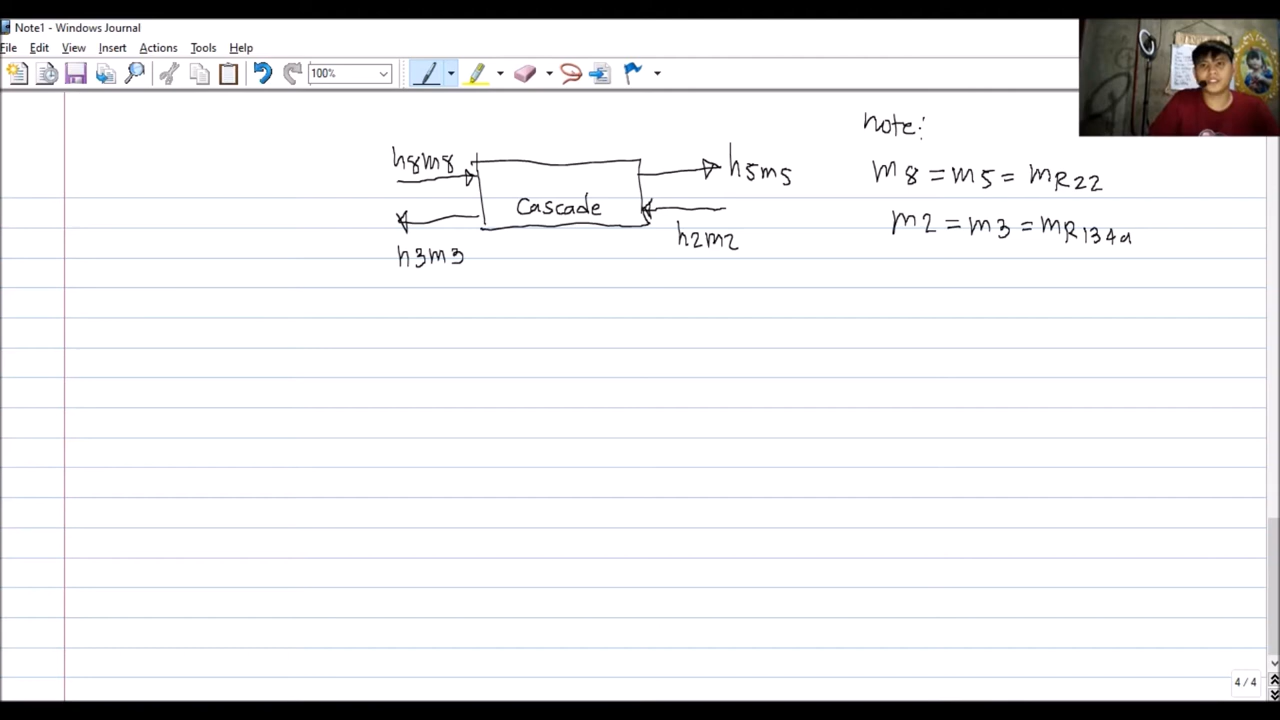 Note1 - Windows Journal
File Edit View Insert Actions Tools Help
100%
note:
h8m8
h5m5
m8 = m5 = mR22
Cascade
m2 = m3 = mR134a
h3m3
h2m2
4 / 4